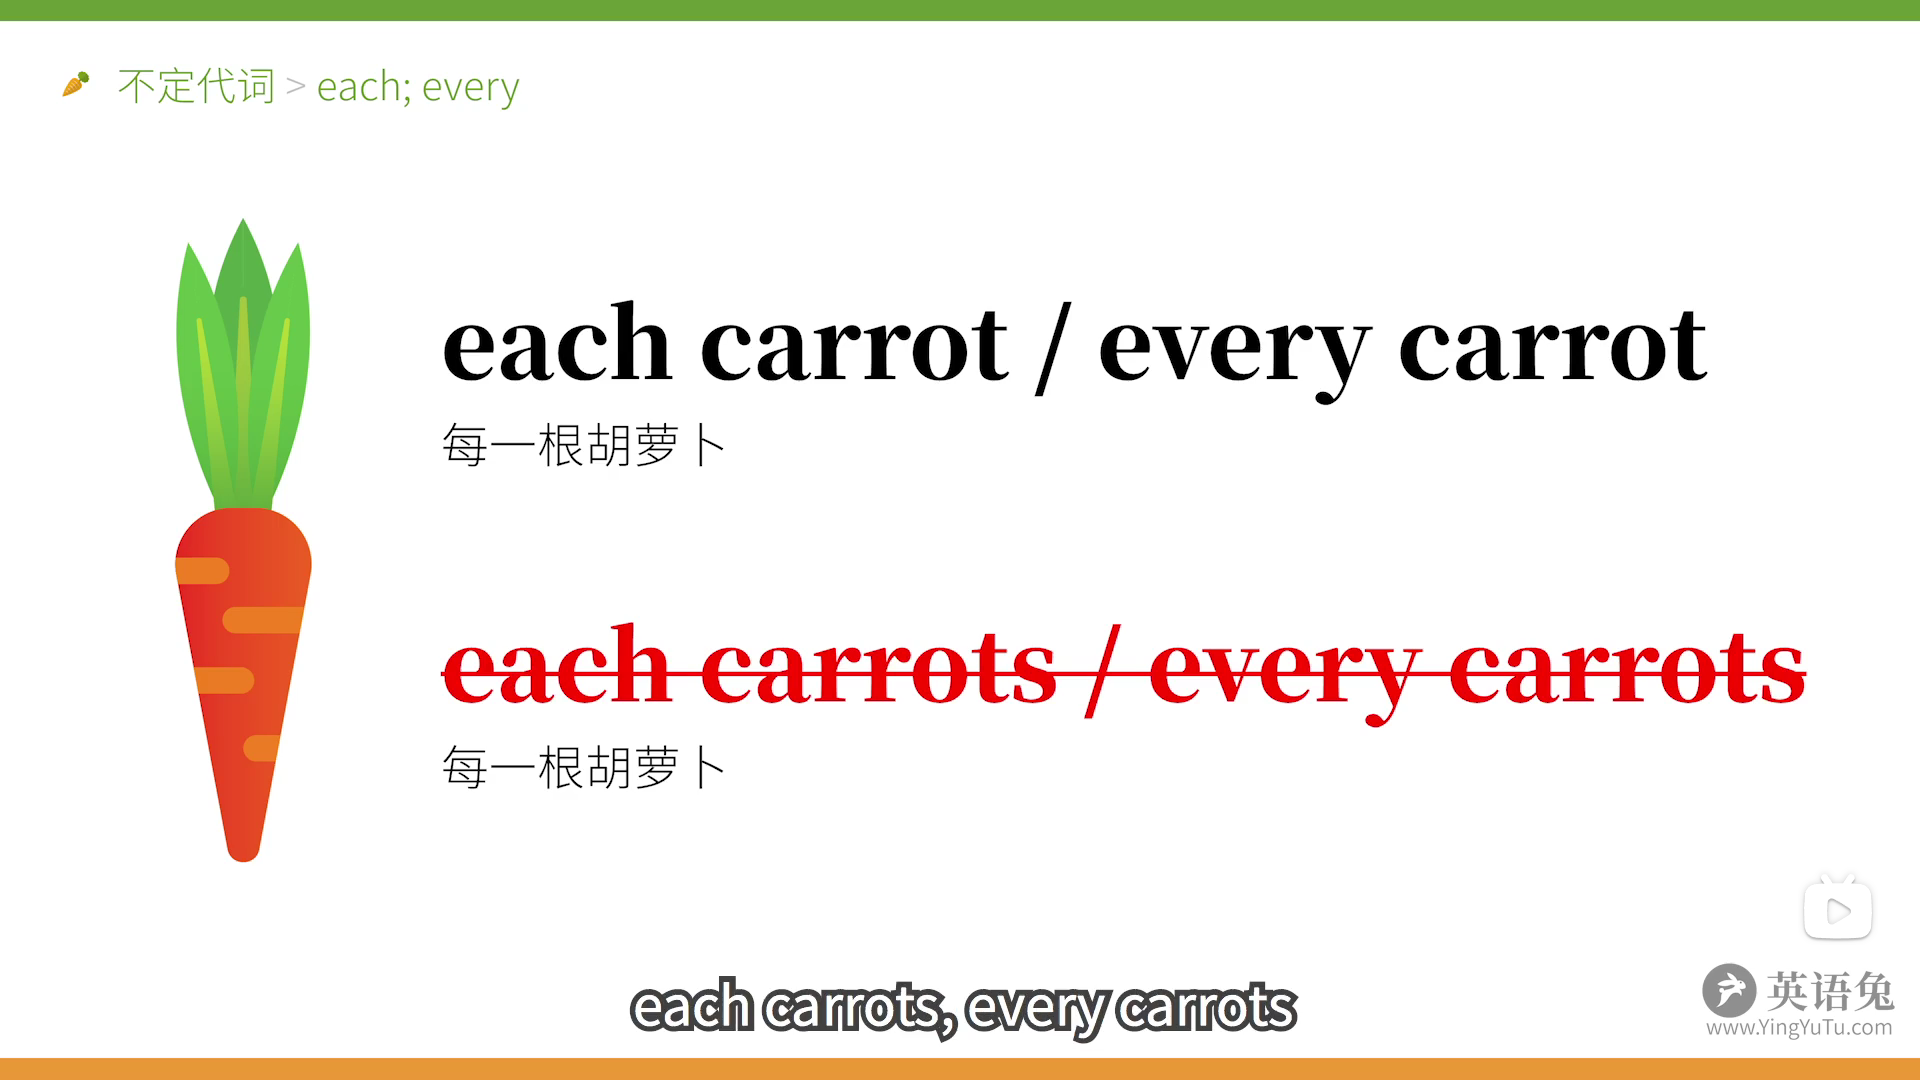 不定代词 > each; every
each carrot / every carrot
每一根胡萝卜
each carrots / every carrots
每一根胡萝卜
each carrots, every carrots
英语兔
www.YingYuTu.com